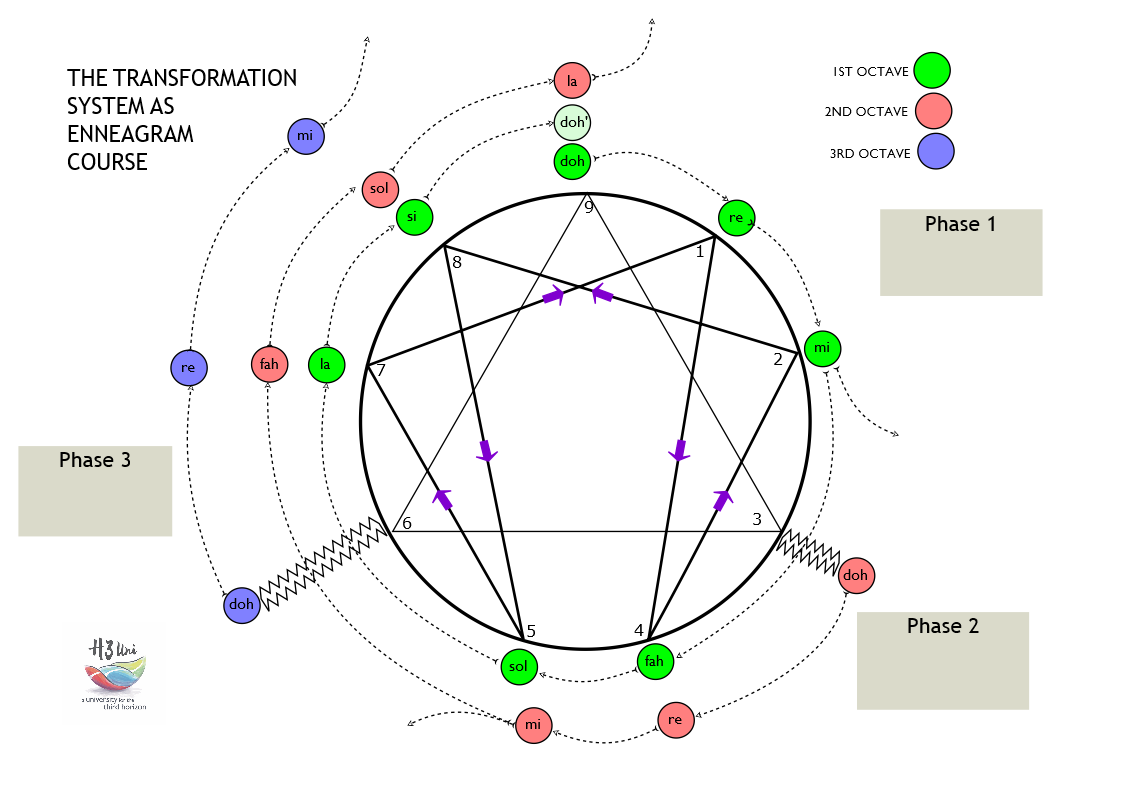 THE TRANSFORMATION
SYSTEM AS
ENNEAGRAM
COURSE
1ST OCTAVE
2ND OCTAVE
3RD OCTAVE
Phase 1
Phase 2
Phase 3
la
doh'
doh
re
mi
mi
sol
si
re
fah
la
9
1
2
3
4
5
6
7
8
doh
doh
sol
fah
mi
re
H3Uni
a university for the
third horizon